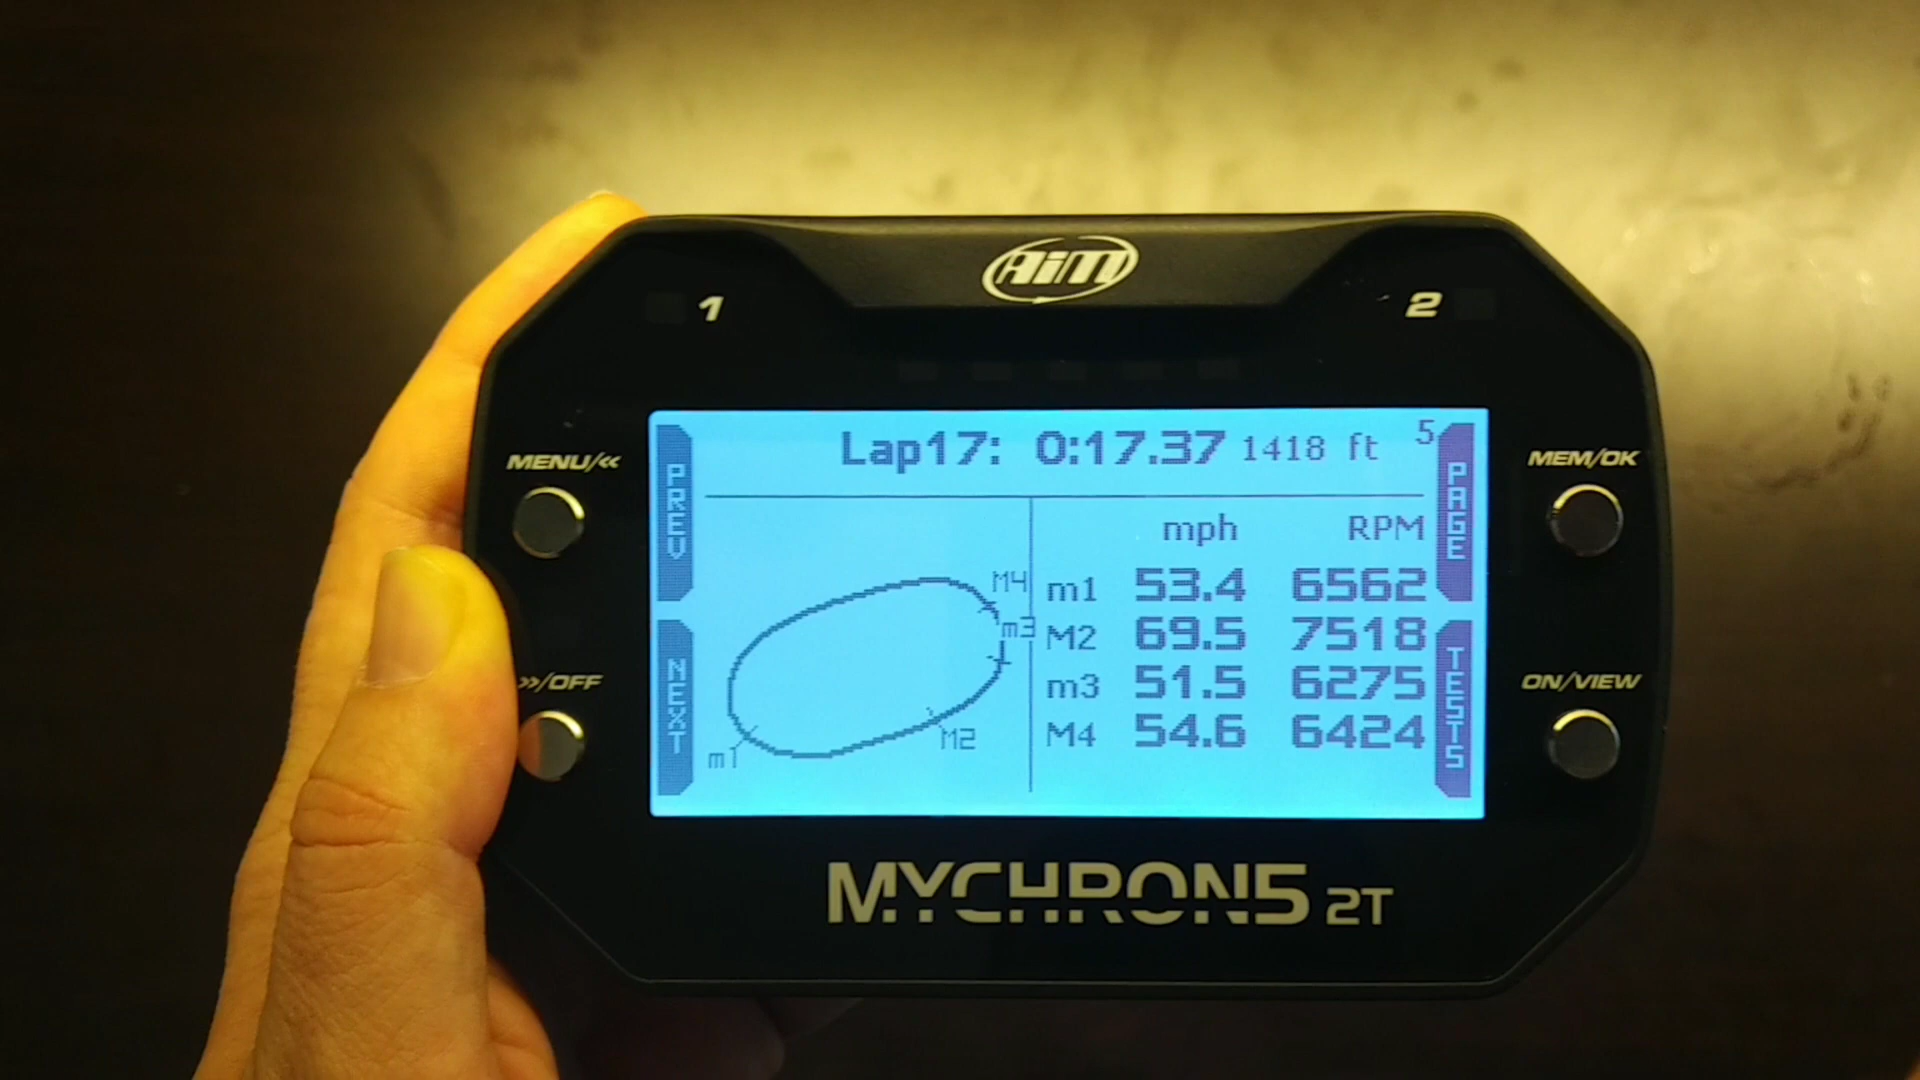 AiM
1 2
MENU/<< MEM/OK
>>/OFF ON/VIEW
PREV
NEXT
PAGE
TESTS
Lap17: 0:17.37 1418 ft 5
mph RPM
m1 53.4 6562
M2 69.5 7518
m3 51.5 6275
M4 54.6 6424
M4
m3
M2
m1
MYCHRON5 2T